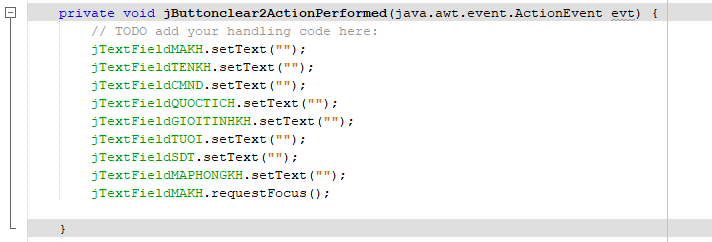 private void jButtonclear2ActionPerformed(java.awt.event.ActionEvent evt) {
// TODO add your handling code here:
jTextFieldMAKH.setText("");
jTextFieldTENKH.setText("");
jTextFieldCMND.setText("");
jTextFieldQUOCTICH.setText("");
jTextFieldGIOITINHKH.setText("");
jTextFieldTUOI.setText("");
jTextFieldSDT.setText("");
jTextFieldMAPHONGKH.setText("");
jTextFieldMAKH.requestFocus();
}